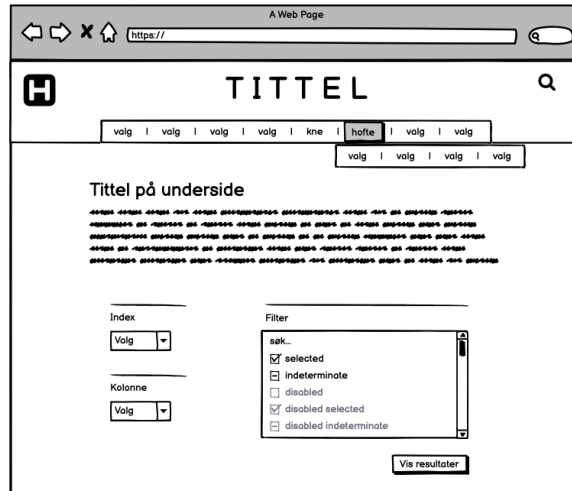 A Web Page
https://
H
TITTEL
valg | valg | valg | valg | kne | hofte | valg | valg
valg | valg | valg | valg
Tittel på underside
Index
Valg
Kolonne
Valg
Filter
søk...
selected
indeterminate
disabled
disabled selected
disabled indeterminate
Vis resultater